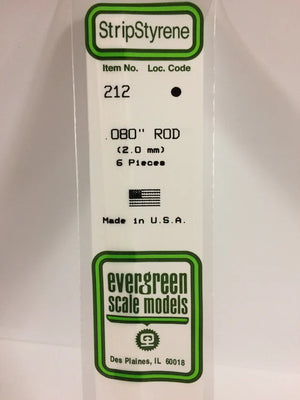 StripStyrene
Item No. Loc. Code
212
.080" ROD
(2.0 mm)
6 Pieces
Made in U.S.A.
evergreen
scale models
Des Plaines, IL 60018